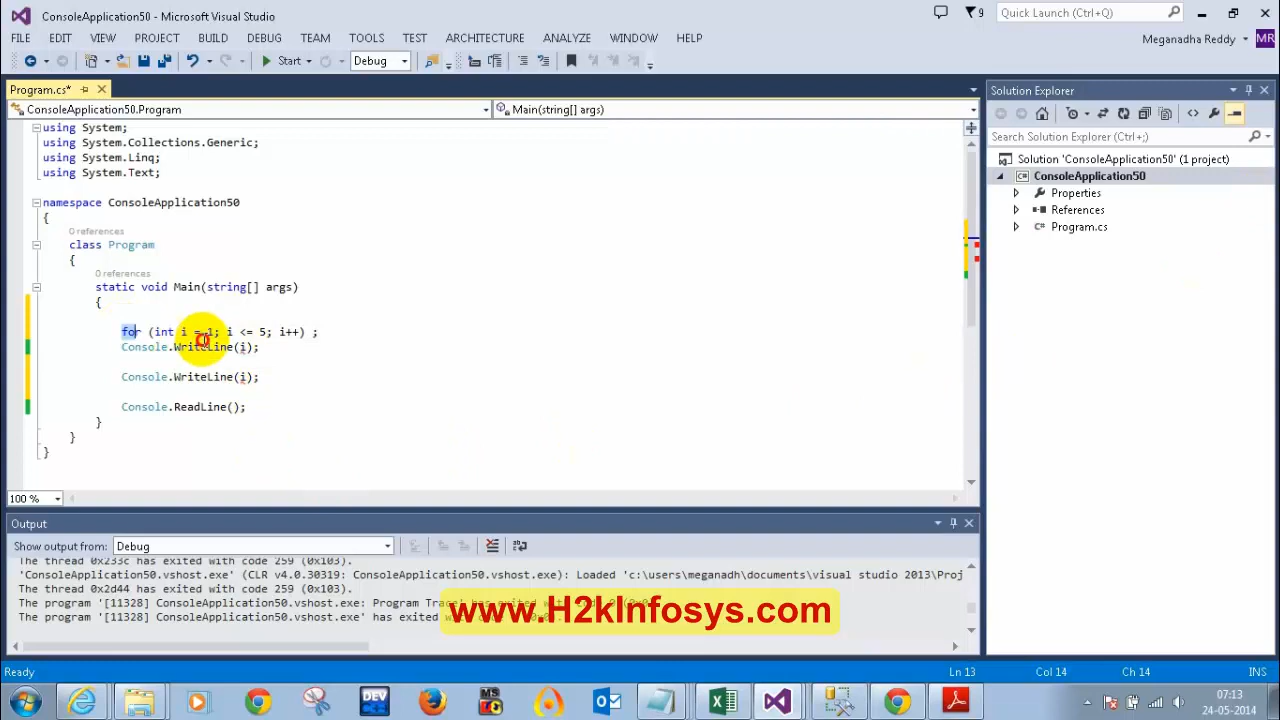 ConsoleApplication50 - Microsoft Visual Studio
9
Quick Launch (Ctrl+Q)
FILE EDIT VIEW PROJECT BUILD DEBUG TEAM TOOLS TEST ARCHITECTURE ANALYZE WINDOW HELP
Meganadha Reddy MR
Start Debug
Program.cs*
ConsoleApplication50.Program
Main(string[] args)
using System;
using System.Collections.Generic;
using System.Linq;
using System.Text;
namespace ConsoleApplication50
{
0 references
class Program
{
0 references
static void Main(string[] args)
{
for (int i = 1; i <= 5; i++) ;
Console.WriteLine(i);
Console.WriteLine(i);
Console.ReadLine();
}
}
}
100 %
Solution Explorer
Search Solution Explorer (Ctrl+;)
Solution 'ConsoleApplication50' (1 project)
ConsoleApplication50
Properties
References
Program.cs
Output
Show output from: Debug
The thread 0x233c has exited with code 259 (0x103).
'ConsoleApplication50.vshost.exe' (CLR v4.0.30319: ConsoleApplication50.vshost.exe): Loaded 'c:\users\meganadh\documents\visual studio 2013\Proj
The thread 0x2d44 has exited with code 259 (0x103).
The program '[11328] ConsoleApplication50.vshost.exe: Program Trace' has exited
The program '[11328] ConsoleApplication50.vshost.exe' has exited
www.H2kInfosys.com
Ready
Ln 13 Col 14 Ch 14 INS
DEV
MS
07:13
24-05-2014